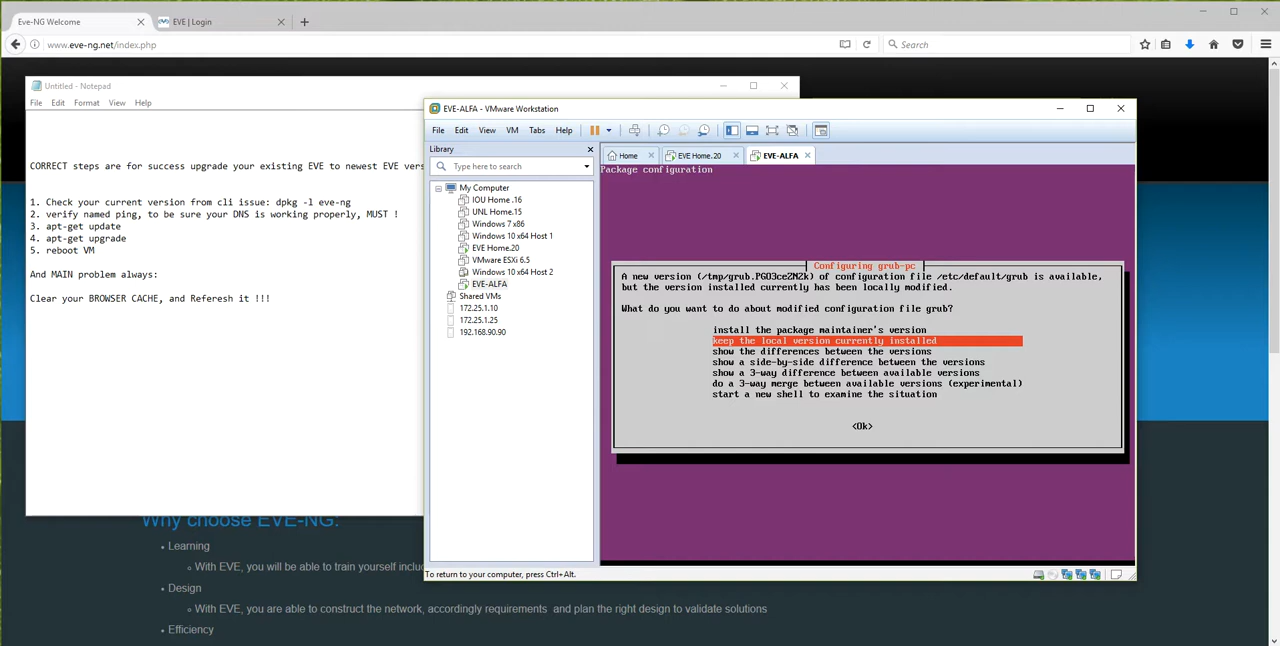 Eve-NG Welcome
EVE | Login
www.eve-ng.net/index.php
Search
Untitled - Notepad
File Edit Format View Help
CORRECT steps are for success upgrade your existing EVE to newest EVE vers
1. Check your current version from cli issue: dpkg -l eve-ng
2. verify named ping, to be sure your DNS is working properly, MUST !
3. apt-get update
4. apt-get upgrade
5. reboot VM
And MAIN problem always:
Clear your BROWSER CACHE, and Referesh it !!!
EVE-ALFA - VMware Workstation
File Edit View VM Tabs Help
Library
Type here to search
My Computer
IOU Home .16
UNL Home.15
Windows 7 x86
Windows 10 x64 Host 1
EVE Home.20
VMware ESXi 6.5
Windows 10 x64 Host 2
EVE-ALFA
Shared VMs
172.25.1.10
172.25.1.25
192.168.90.90
Home
EVE Home.20
EVE-ALFA
Package configuration
Configuring grub-pc
A new version (/tmp/grub.PGO3ceZNZk) of configuration file /etc/default/grub is available,
but the version installed currently has been locally modified.
What do you want to do about modified configuration file grub?
install the package maintainer's version
keep the local version currently installed
show the differences between the versions
show a side-by-side difference between the versions
show a 3-way difference between available versions
do a 3-way merge between available versions (experimental)
start a new shell to examine the situation
<Ok>
To return to your computer, press Ctrl+Alt.
Why choose EVE-NG:
Learning
With EVE, you will be able to train yourself inclu
Design
With EVE, you are able to construct the network, accordingly requirements and plan the right design to validate solutions
Efficiency